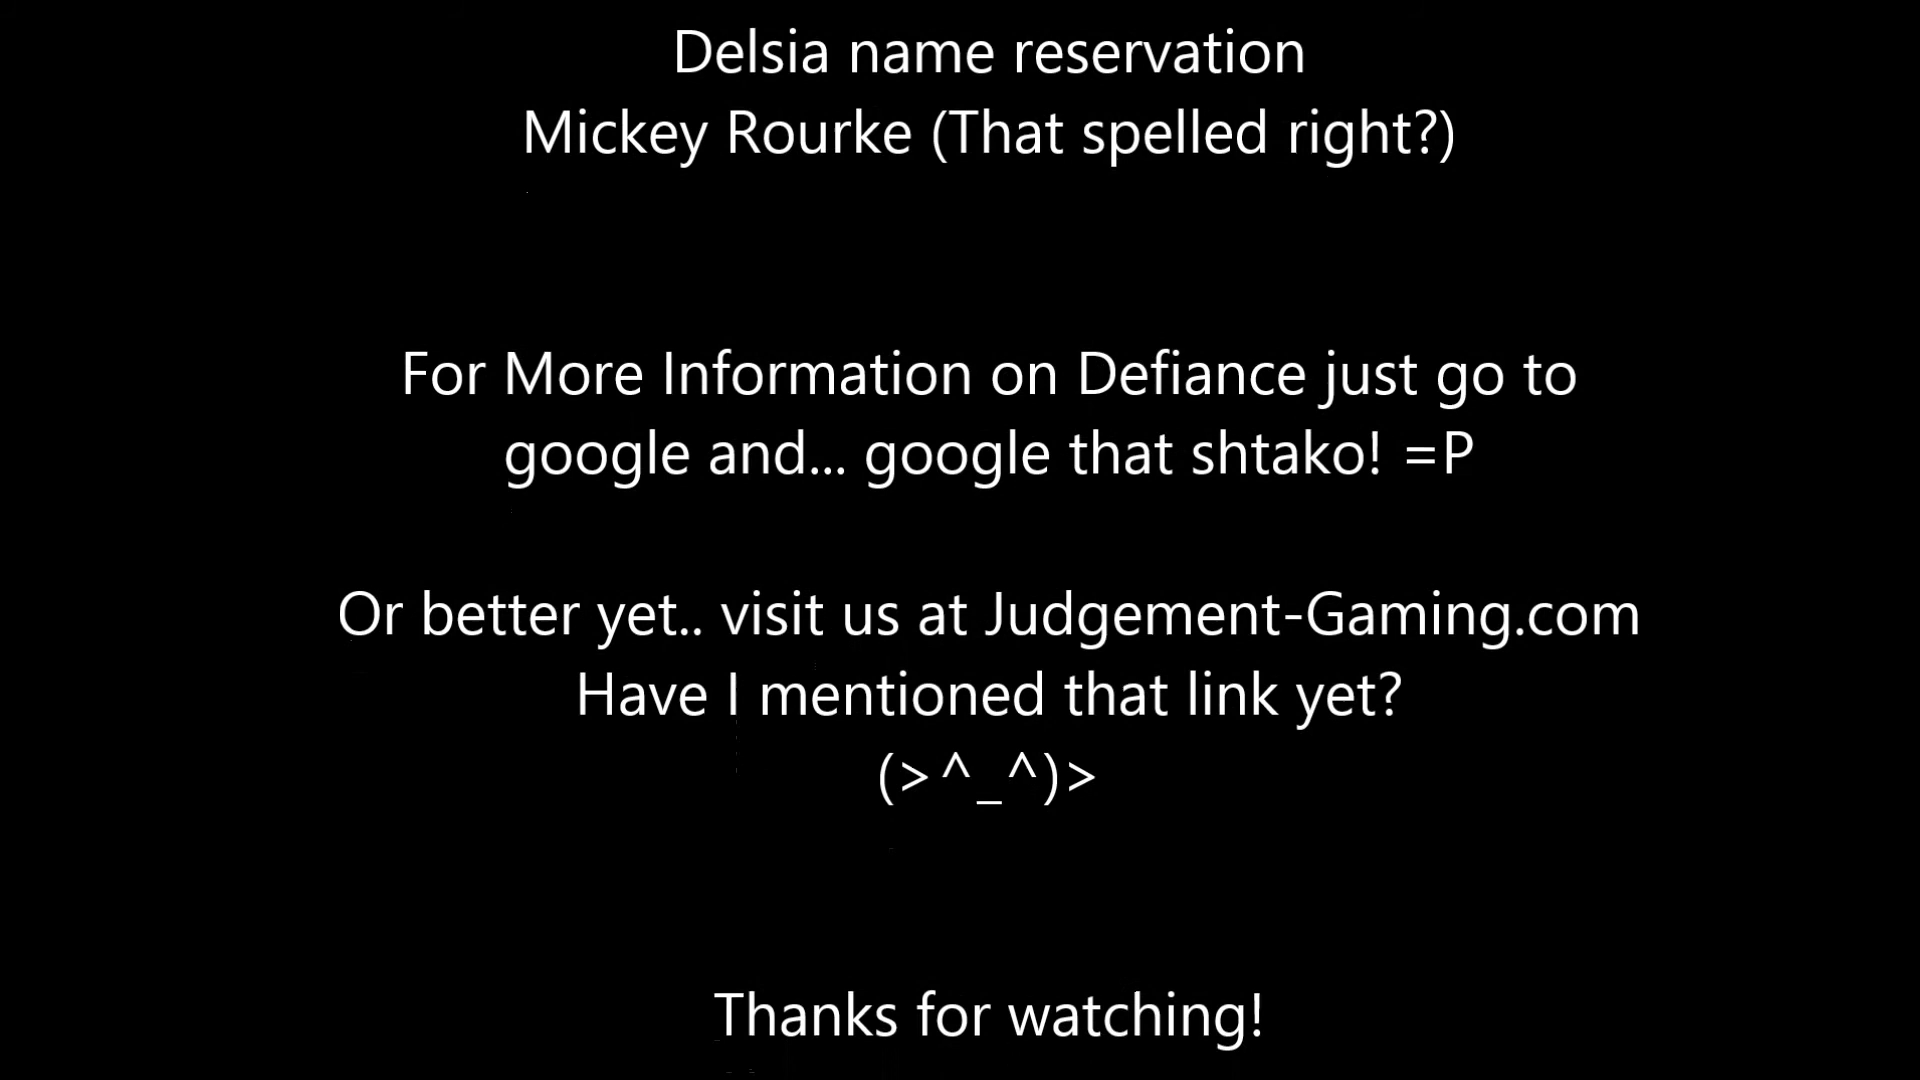 Delsia name reservation
Mickey Rourke (That spelled right?)
For More Information on Defiance just go to
google and... google that shtako! =P
Or better yet.. visit us at Judgement-Gaming.com
Have I mentioned that link yet?
(>^_^)>
Thanks for watching!